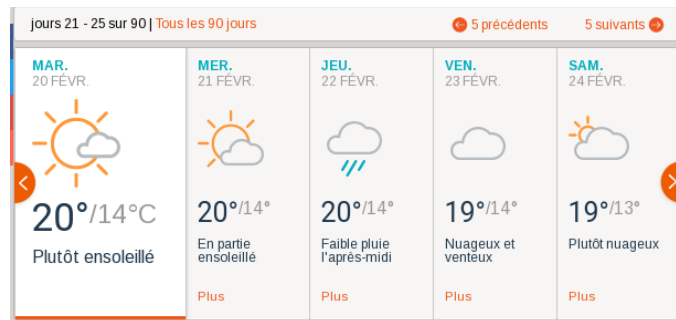 jours 21 - 25 sur 90 | Tous les 90 jours
5 précédents
5 suivants
MAR.
20 FÉVR.
20°/14°C
Plutôt ensoleillé
MER.
21 FÉVR.
20°/14°
En partie
ensoleillé
Plus
JEU.
22 FÉVR.
20°/14°
Faible pluie
l'après-midi
Plus
VEN.
23 FÉVR.
19°/14°
Nuageux et
venteux
Plus
SAM.
24 FÉVR.
19°/13°
Plutôt nuageux
Plus